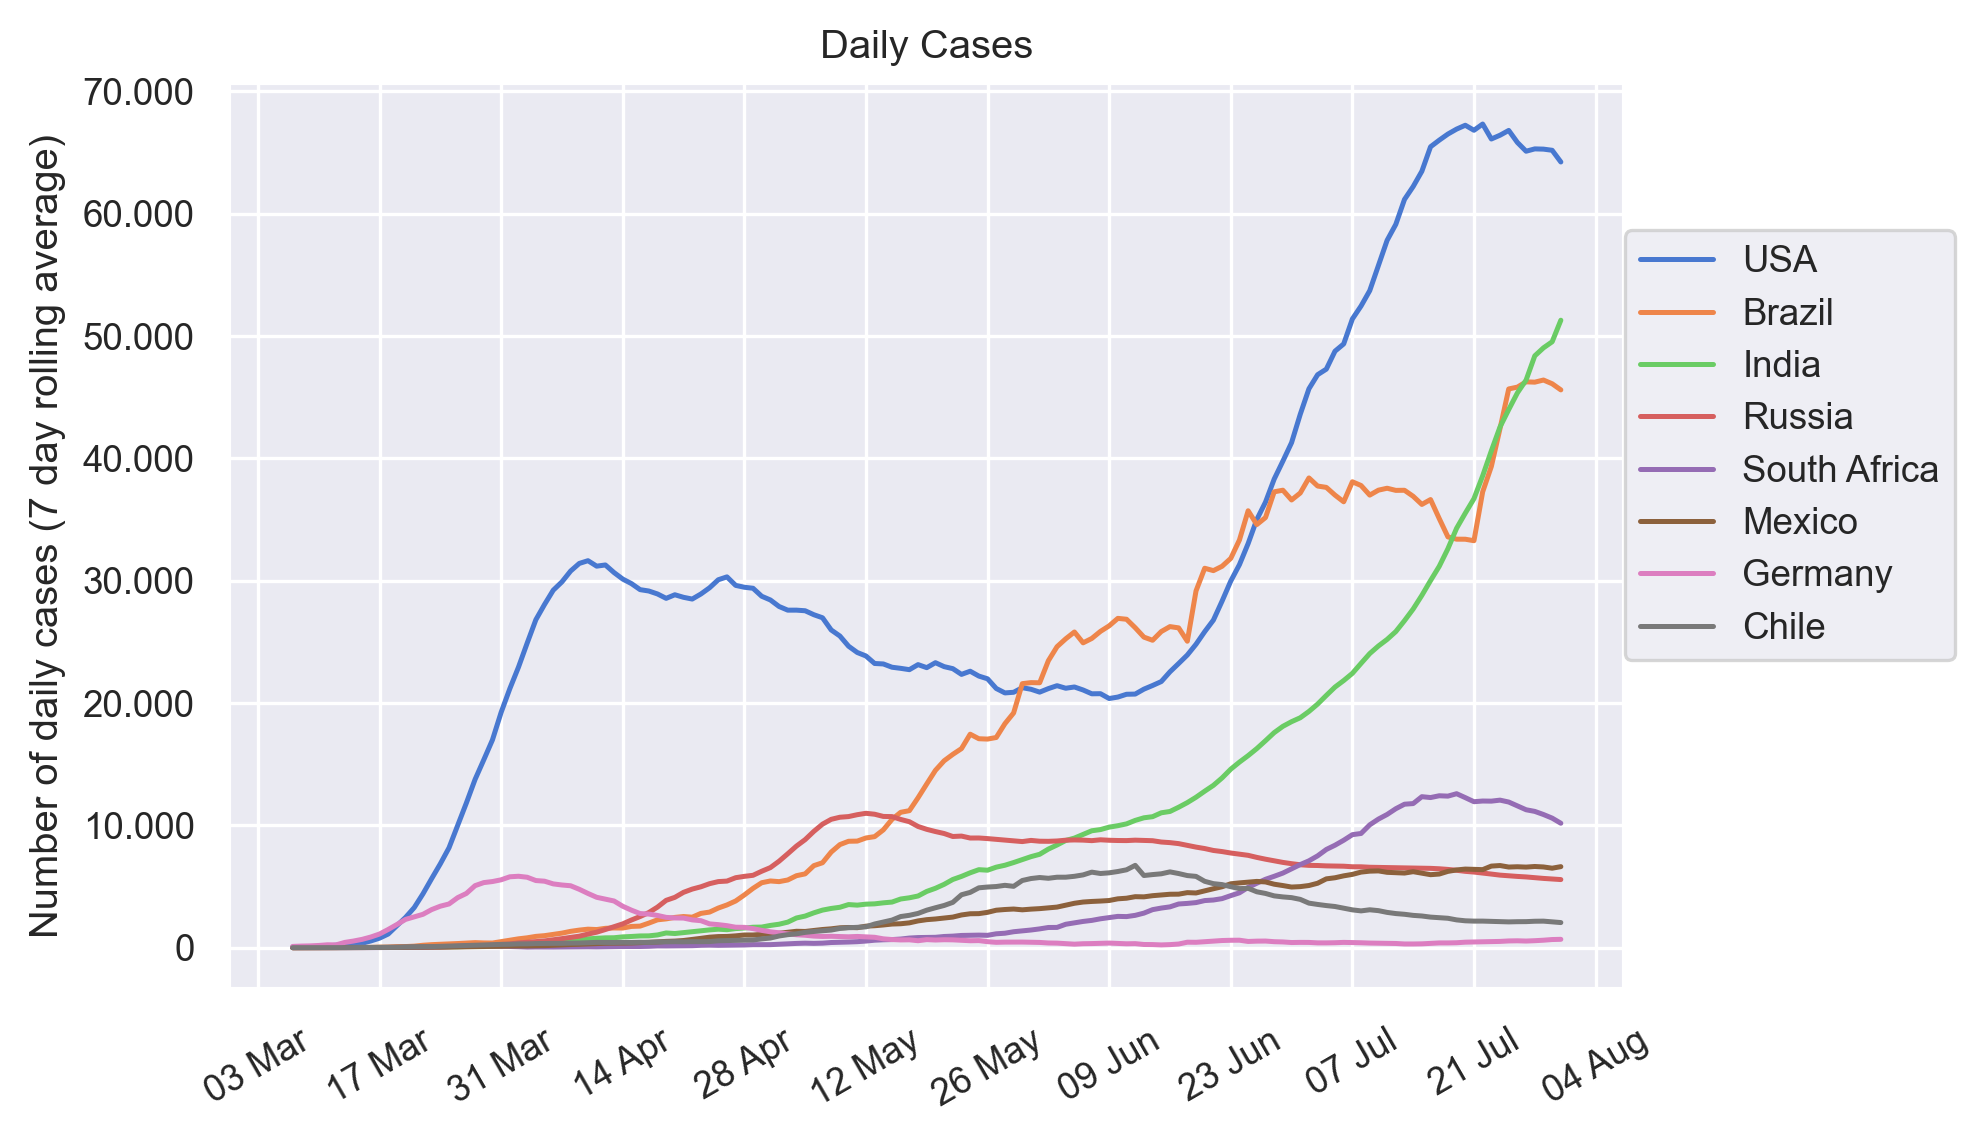 Daily Cases
Number of daily cases (7 day rolling average)
70.000
60.000
50.000
40.000
30.000
20.000
10.000
0
03 Mar
17 Mar
31 Mar
14 Apr
28 Apr
12 May
26 May
09 Jun
23 Jun
07 Jul
21 Jul
04 Aug
USA
Brazil
India
Russia
South Africa
Mexico
Germany
Chile